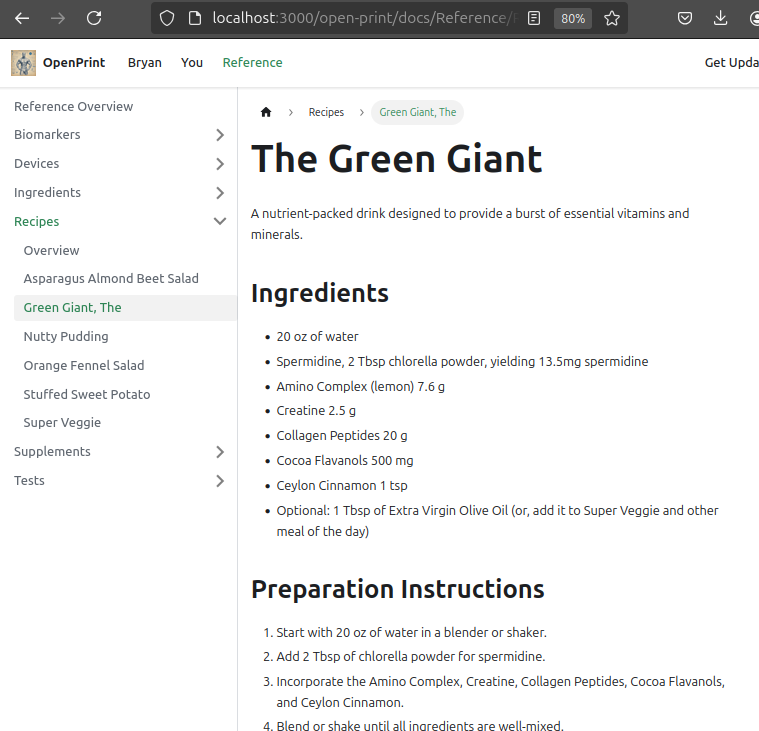 localhost:3000/open-print/docs/Reference/
80%
OpenPrint
Bryan
You
Reference
Get Upda
Reference Overview
Biomarkers
Devices
Ingredients
Recipes
Overview
Asparagus Almond Beet Salad
Green Giant, The
Nutty Pudding
Orange Fennel Salad
Stuffed Sweet Potato
Super Veggie
Supplements
Tests
Recipes
Green Giant, The
The Green Giant
A nutrient-packed drink designed to provide a burst of essential vitamins and
minerals.
Ingredients
• 20 oz of water
• Spermidine, 2 Tbsp chlorella powder, yielding 13.5mg spermidine
• Amino Complex (lemon) 7.6 g
• Creatine 2.5 g
• Collagen Peptides 20 g
• Cocoa Flavanols 500 mg
• Ceylon Cinnamon 1 tsp
• Optional: 1 Tbsp of Extra Virgin Olive Oil (or, add it to Super Veggie and other
meal of the day)
Preparation Instructions
1. Start with 20 oz of water in a blender or shaker.
2. Add 2 Tbsp of chlorella powder for spermidine.
3. Incorporate the Amino Complex, Creatine, Collagen Peptides, Cocoa Flavanols,
and Ceylon Cinnamon.
4. Blend or shake until all ingredients are well-mixed.